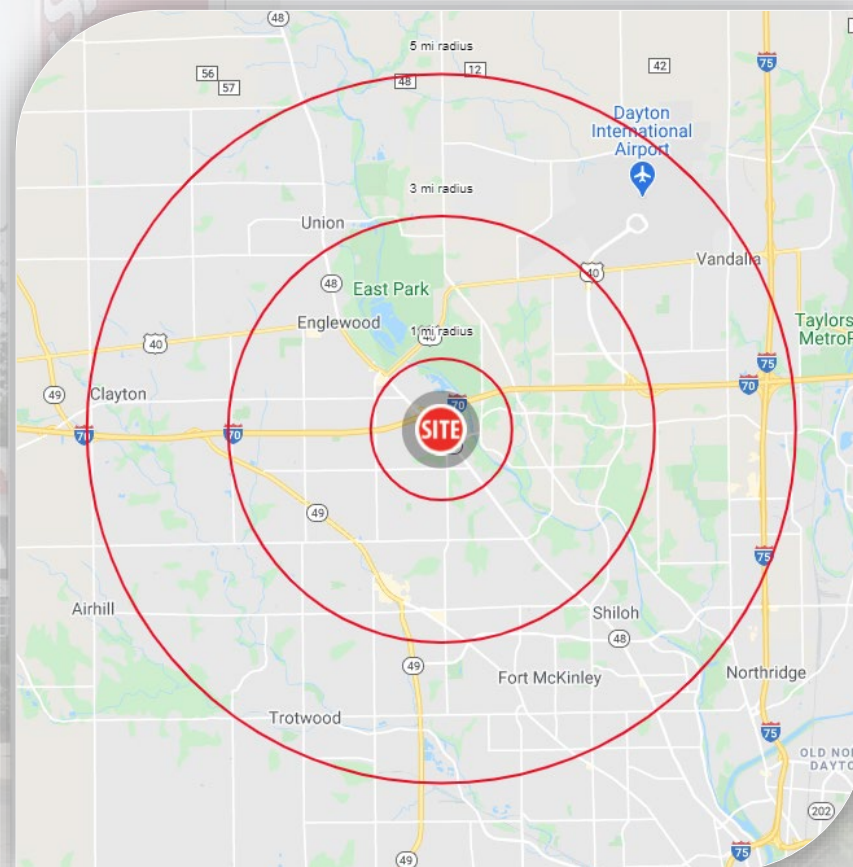 48
5 mi radius
56
57
48
12
42
75
Dayton
International
Airport
3 mi radius
Union
Vandalia
40
48
East Park
Englewood
1 mi radius
40
40
Taylors
MetroP
75
Clayton
49
70
70
70
70
SITE
49
75
Airhill
Shiloh
48
49
Fort McKinley
Northridge
Trotwood
75
OLD NO
DAYTO
202
75
49